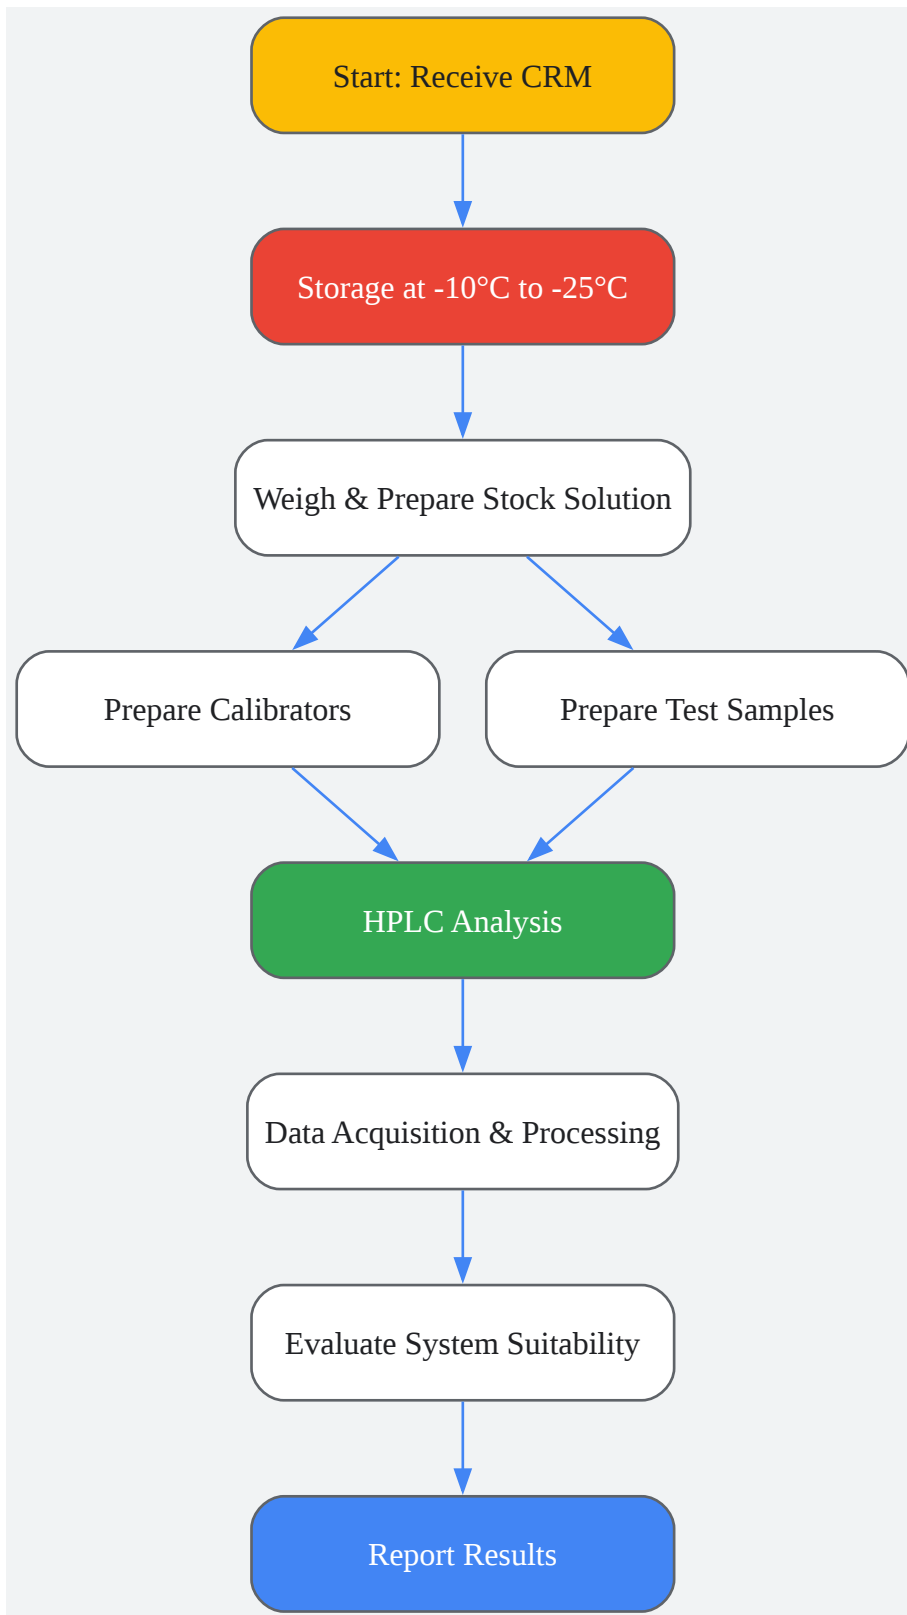 Start: Receive CRM
Storage at -10°C to -25°C
Weigh & Prepare Stock Solution
Prepare Calibrators
Prepare Test Samples
HPLC Analysis
Data Acquisition & Processing
Evaluate System Suitability
Report Results